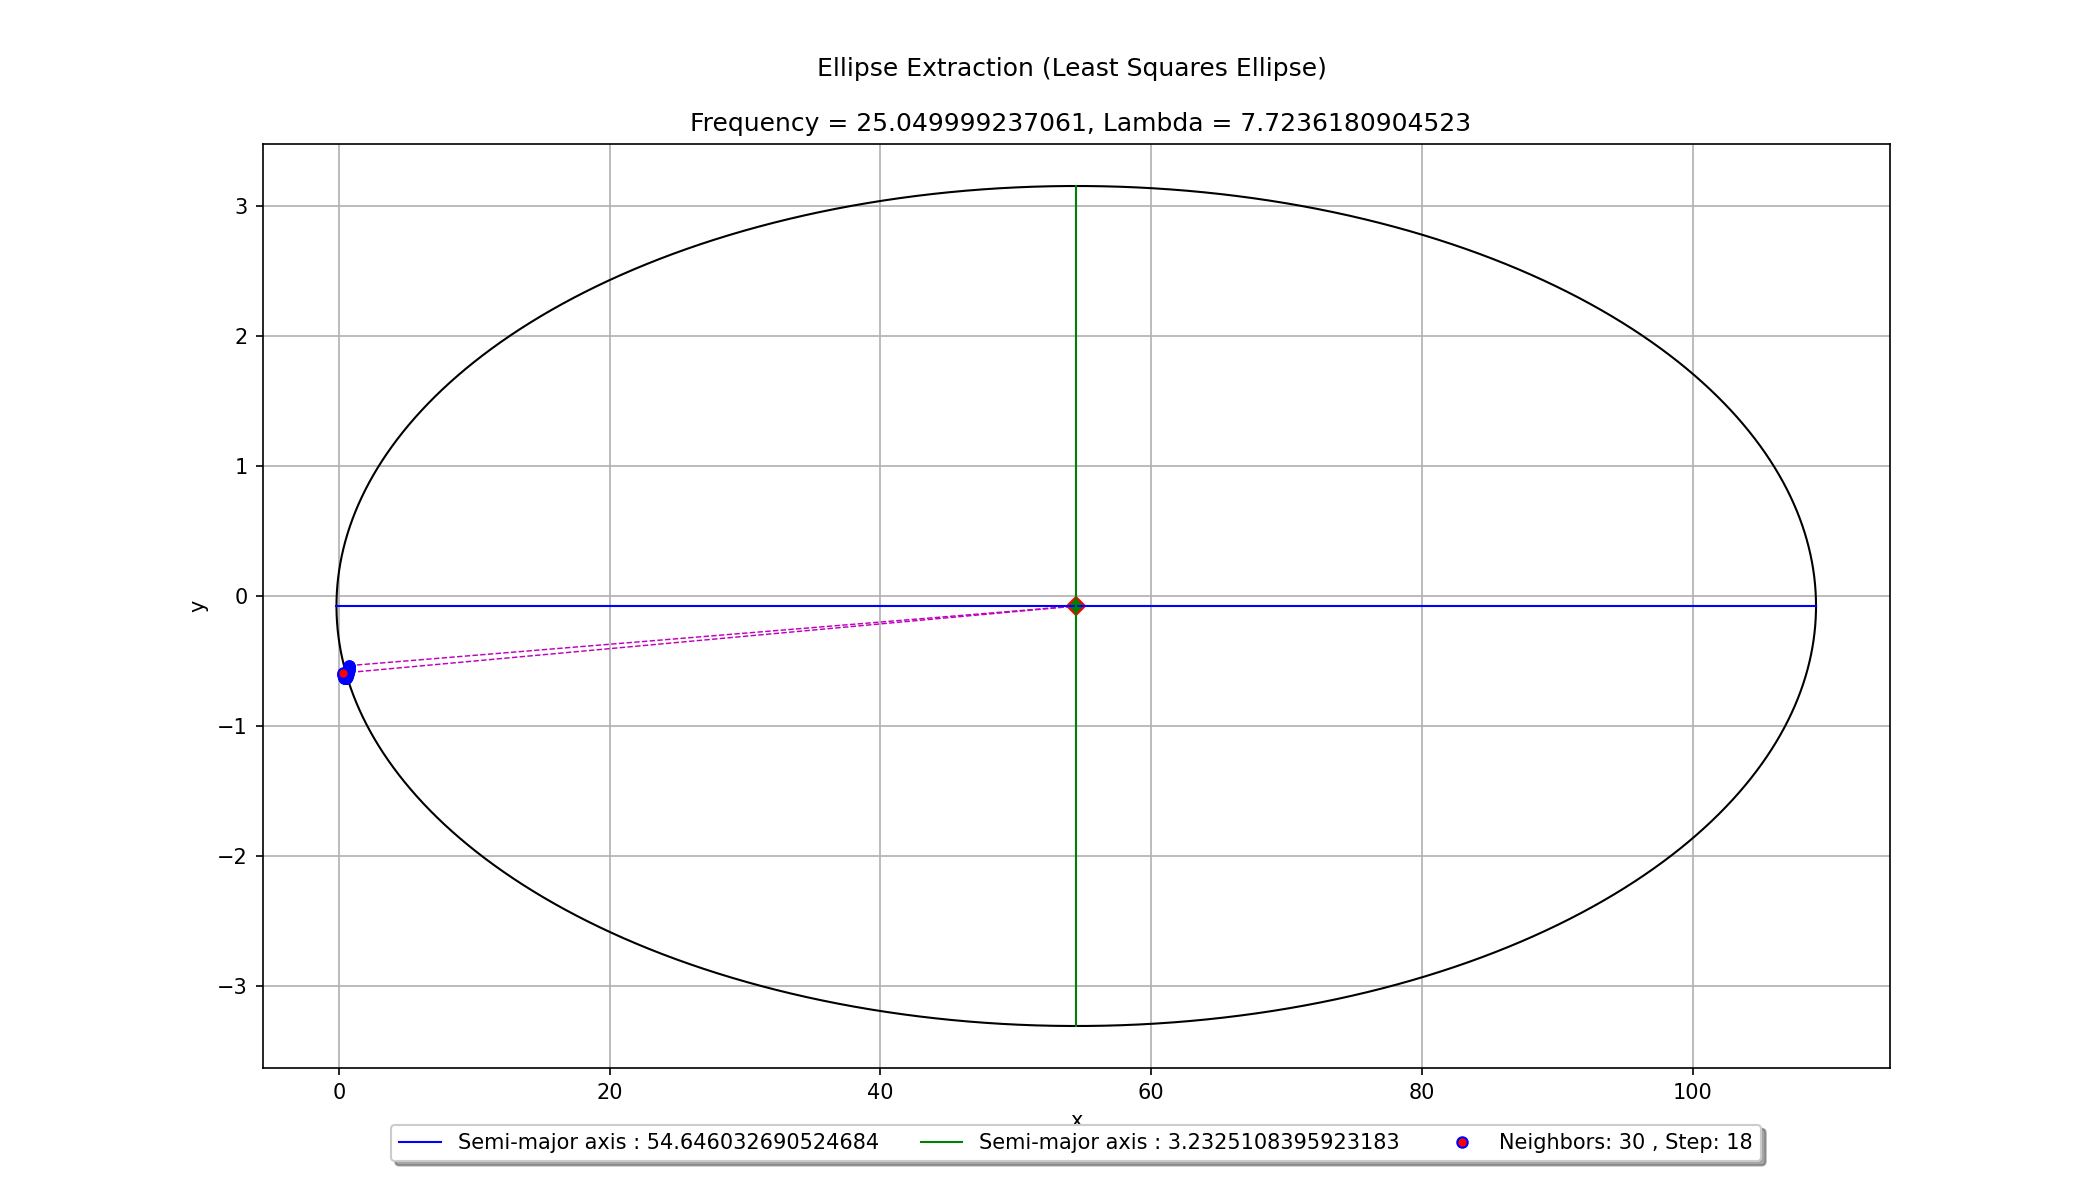 Ellipse Extraction (Least Squares Ellipse)
Frequency = 25.049999237061, Lambda = 7.7236180904523
3
2
1
0
−1
−2
−3
y
0 20 40 60 80 100
x
Semi-major axis : 54.646032690524684 Semi-major axis : 3.2325108395923183 Neighbors: 30 , Step: 18